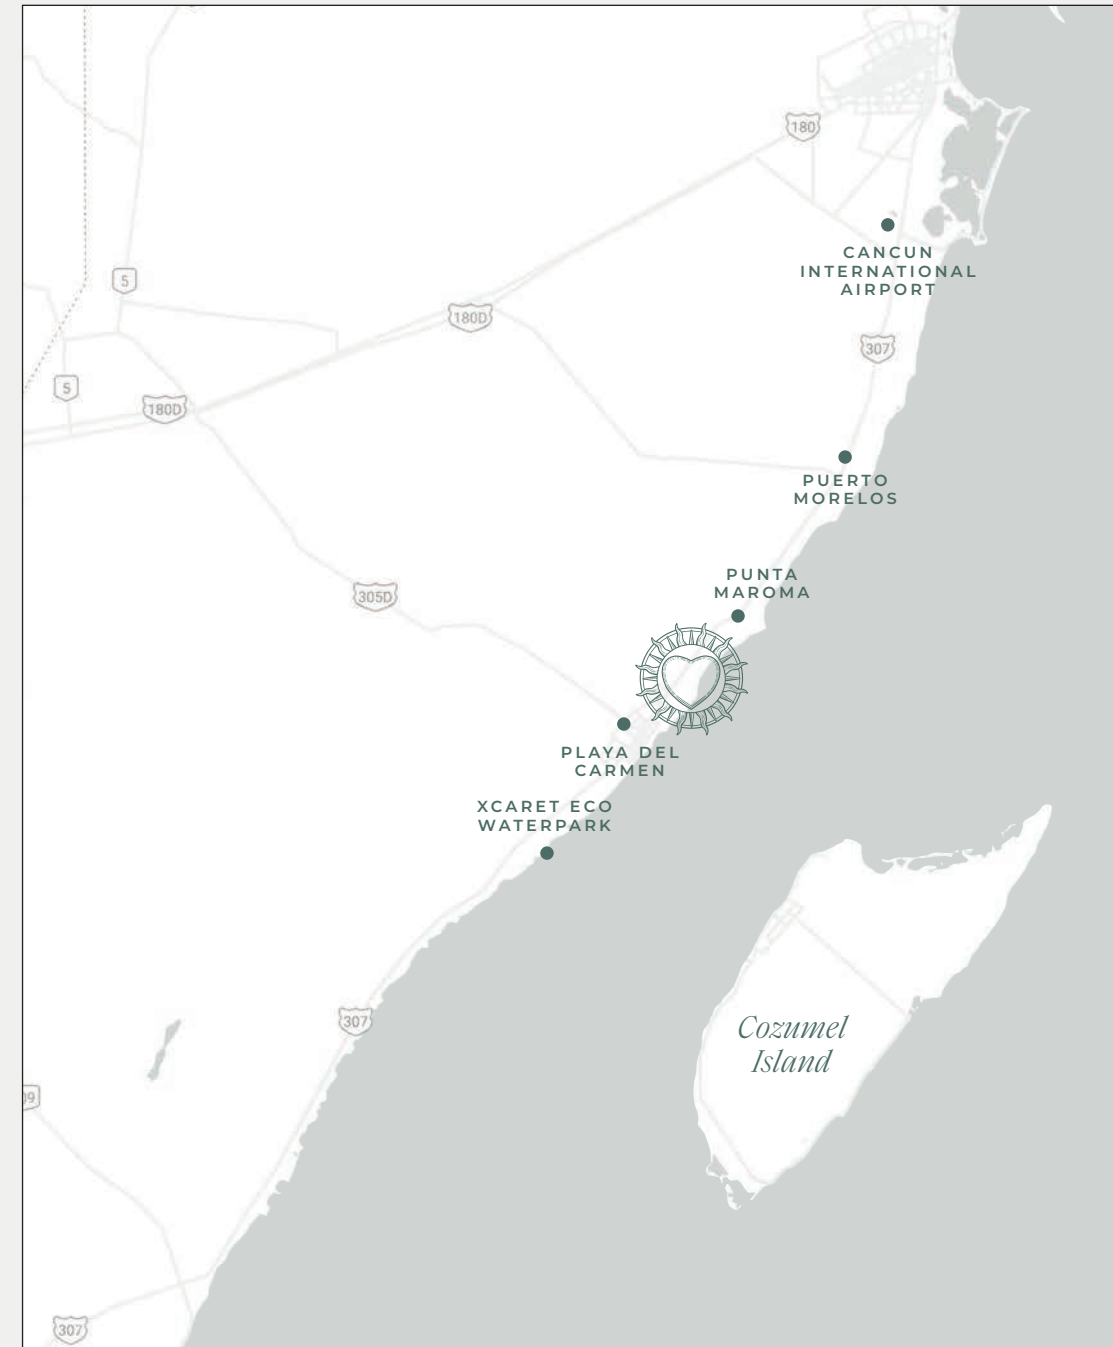 180
CANCUN
INTERNATIONAL
AIRPORT
5
180D
307
5
180D
PUERTO
MORELOS
PUNTA
MAROMA
305D
PLAYA DEL
CARMEN
XCARET ECO
WATERPARK
307
Cozumel
Island
307